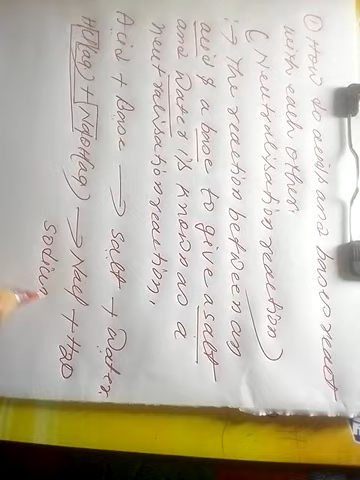 ① How do acids and bases react
with each other.
(Neutralisation reaction)
:→ The reaction between an
acid & a base to give a salt
and water is known as a
neutralisation reaction,
Acid + Base → Salt + Water
HCl(aq) + NaOH(aq) → NaCl + H2O
Sodium